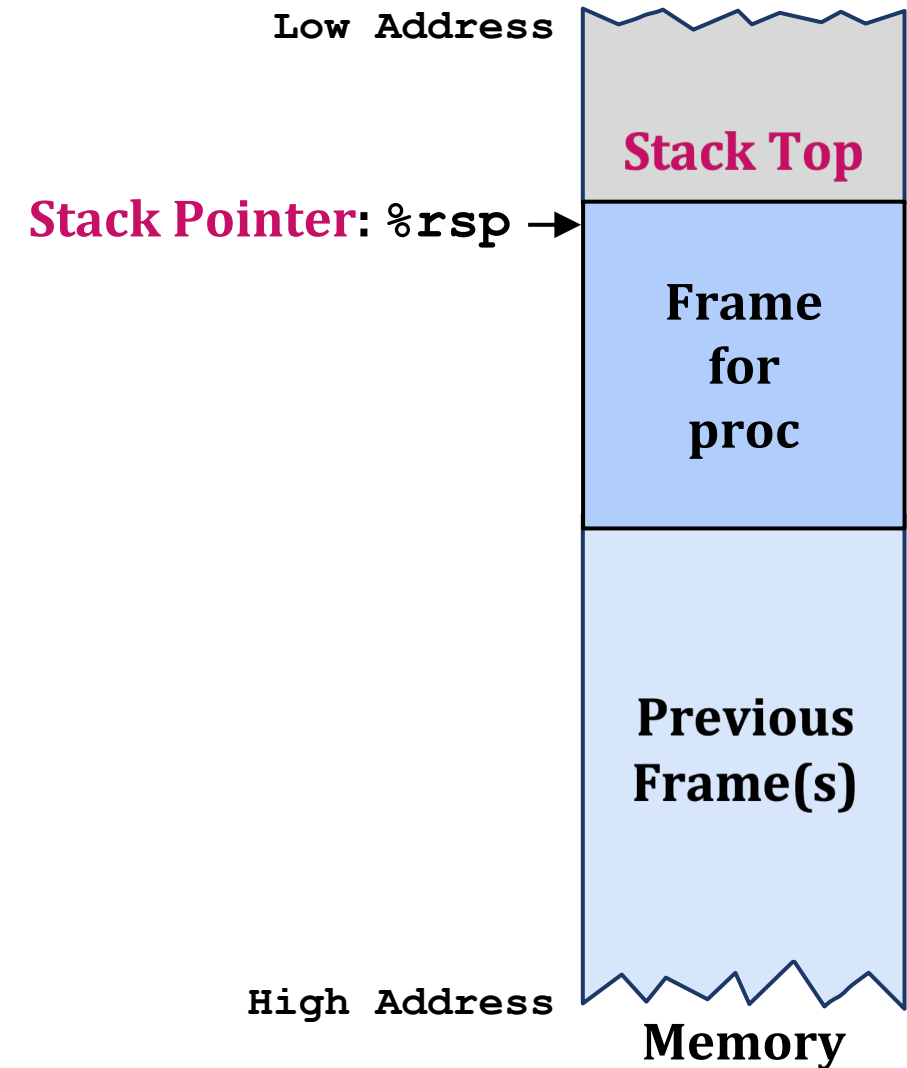 Low Address
Stack Top
Stack Pointer: %rsp
Frame
for
proc
Previous
Frame(s)
High Address
Memory